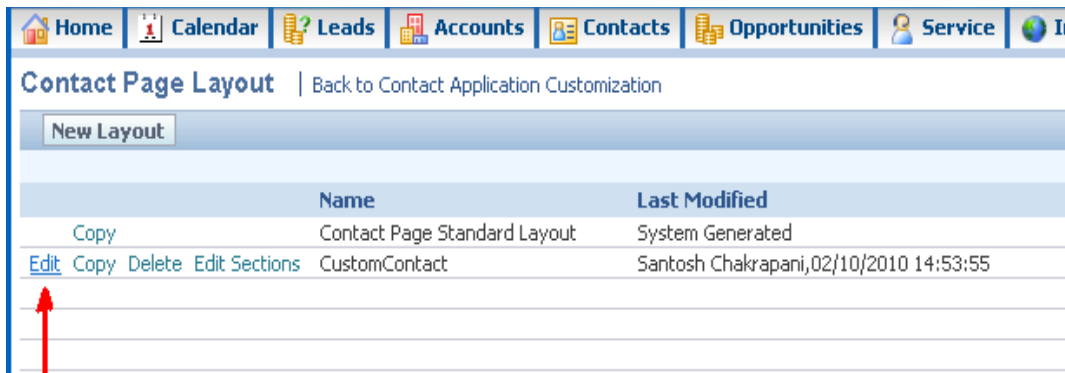 Home Calendar Leads Accounts Contacts Opportunities Service
Contact Page Layout | Back to Contact Application Customization
New Layout
Name Last Modified
Copy Contact Page Standard Layout System Generated
Edit Copy Delete Edit Sections CustomContact Santosh Chakrapani,02/10/2010 14:53:55